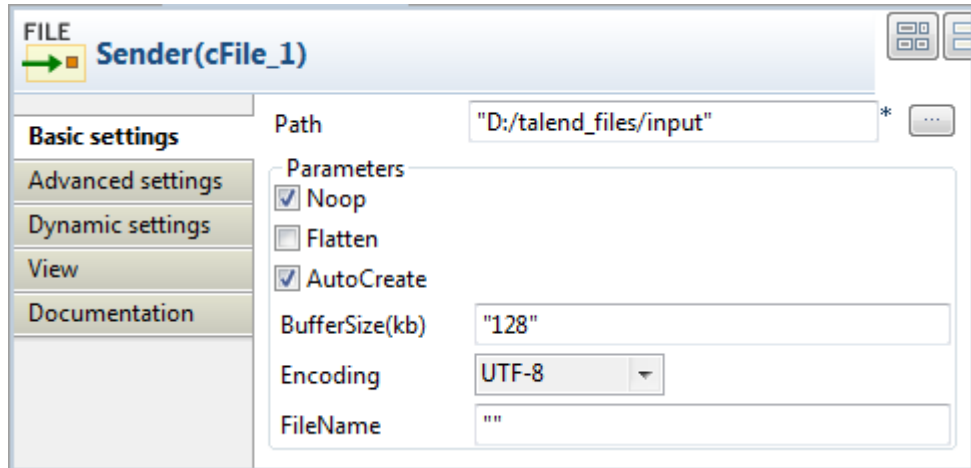 FILE
Sender(cFile_1)
Basic settings
Advanced settings
Dynamic settings
View
Documentation
Path "D:/talend_files/input" * ...
Parameters
Noop
Flatten
AutoCreate
BufferSize(kb) "128"
Encoding UTF-8
FileName ""